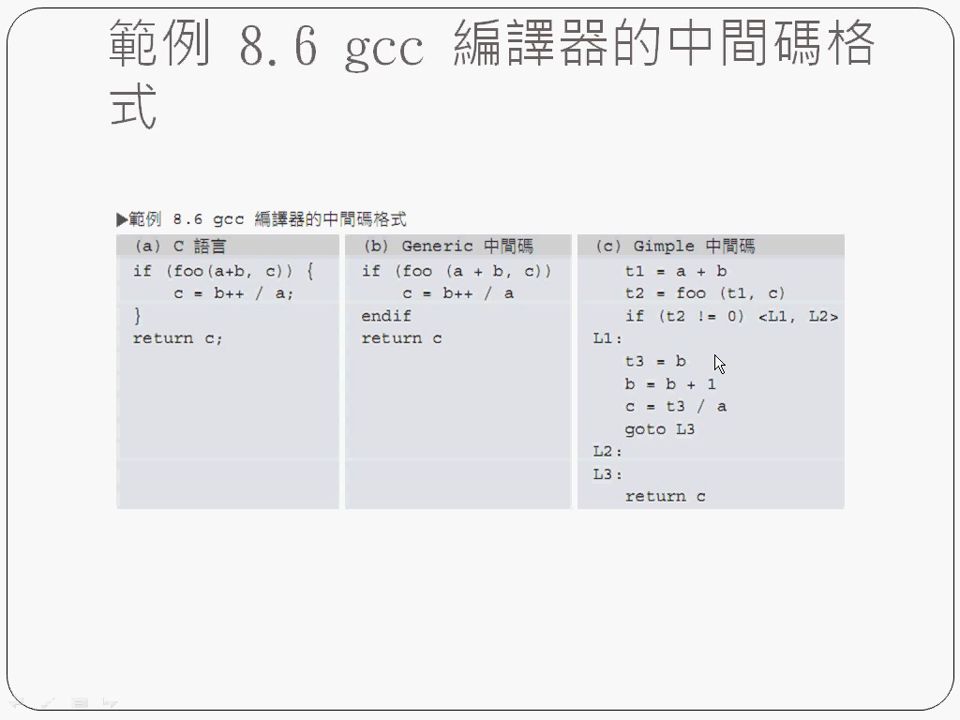 範例 8.6 gcc 編譯器的中間碼格
式
▶範例 8.6 gcc 編譯器的中間碼格式
(a) C 語言
if (foo(a+b, c)) {
c = b++ / a;
}
return c;
(b) Generic 中間碼
if (foo (a + b, c))
c = b++ / a
endif
return c
(c) Gimple 中間碼
t1 = a + b
t2 = foo (t1, c)
if (t2 != 0) <L1, L2>
L1:
t3 = b
b = b + 1
c = t3 / a
goto L3
L2:
L3:
return c